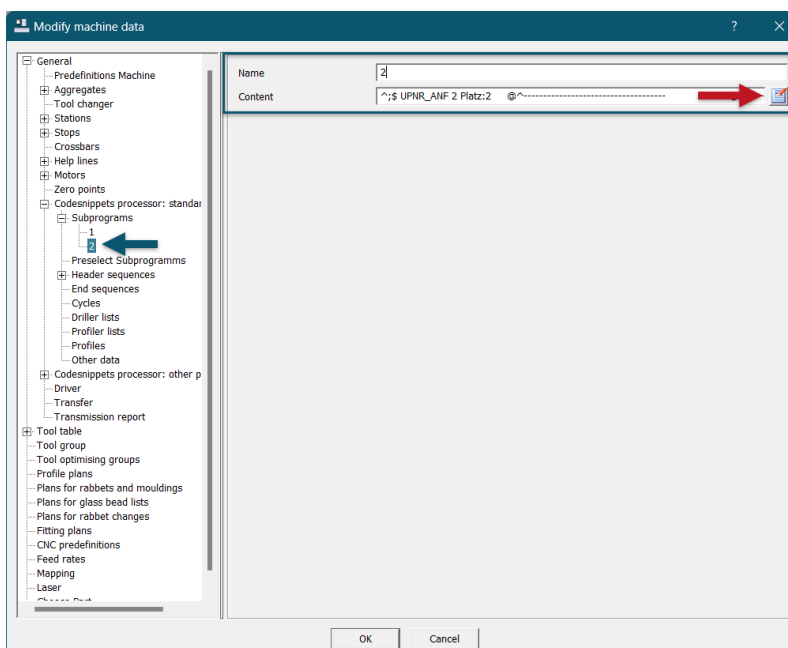 Modify machine data
?
General
Predefinitions Machine
Aggregates
Tool changer
Stations
Stops
Crossbars
Help lines
Motors
Zero points
Codesnippets processor: standar
Subprograms
1
2
Preselect Subprogramms
Header sequences
End sequences
Cycles
Driller lists
Profiler lists
Profiles
Other data
Codesnippets processor: other p
Driver
Transfer
Transmission report
Tool table
Tool group
Tool optimising groups
Profile plans
Plans for rabbets and mouldings
Plans for glass bead lists
Plans for rabbet changes
Fitting plans
CNC predefinitions
Feed rates
Mapping
Laser
Name 2
Content ^;$ UPNR_ANF 2 Platz:2 @^------------------------------------
OK Cancel